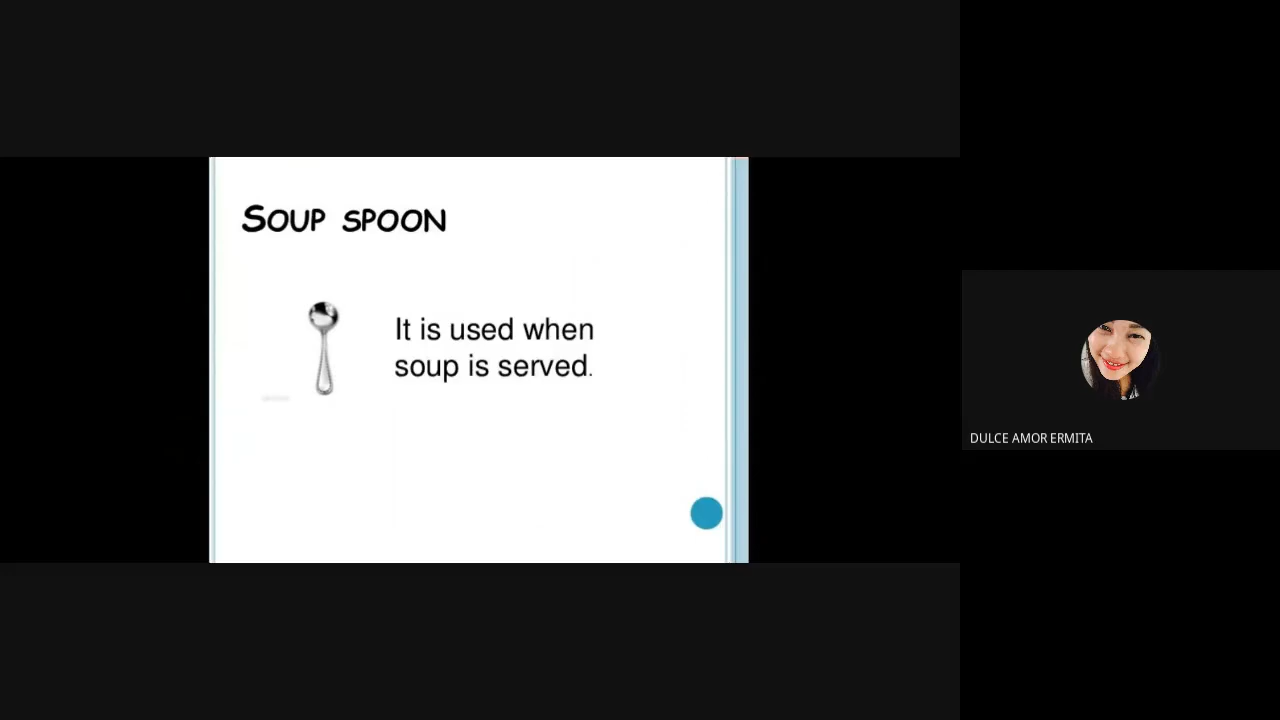 SOUP SPOON
It is used when
soup is served.
DULCE AMOR ERMITA